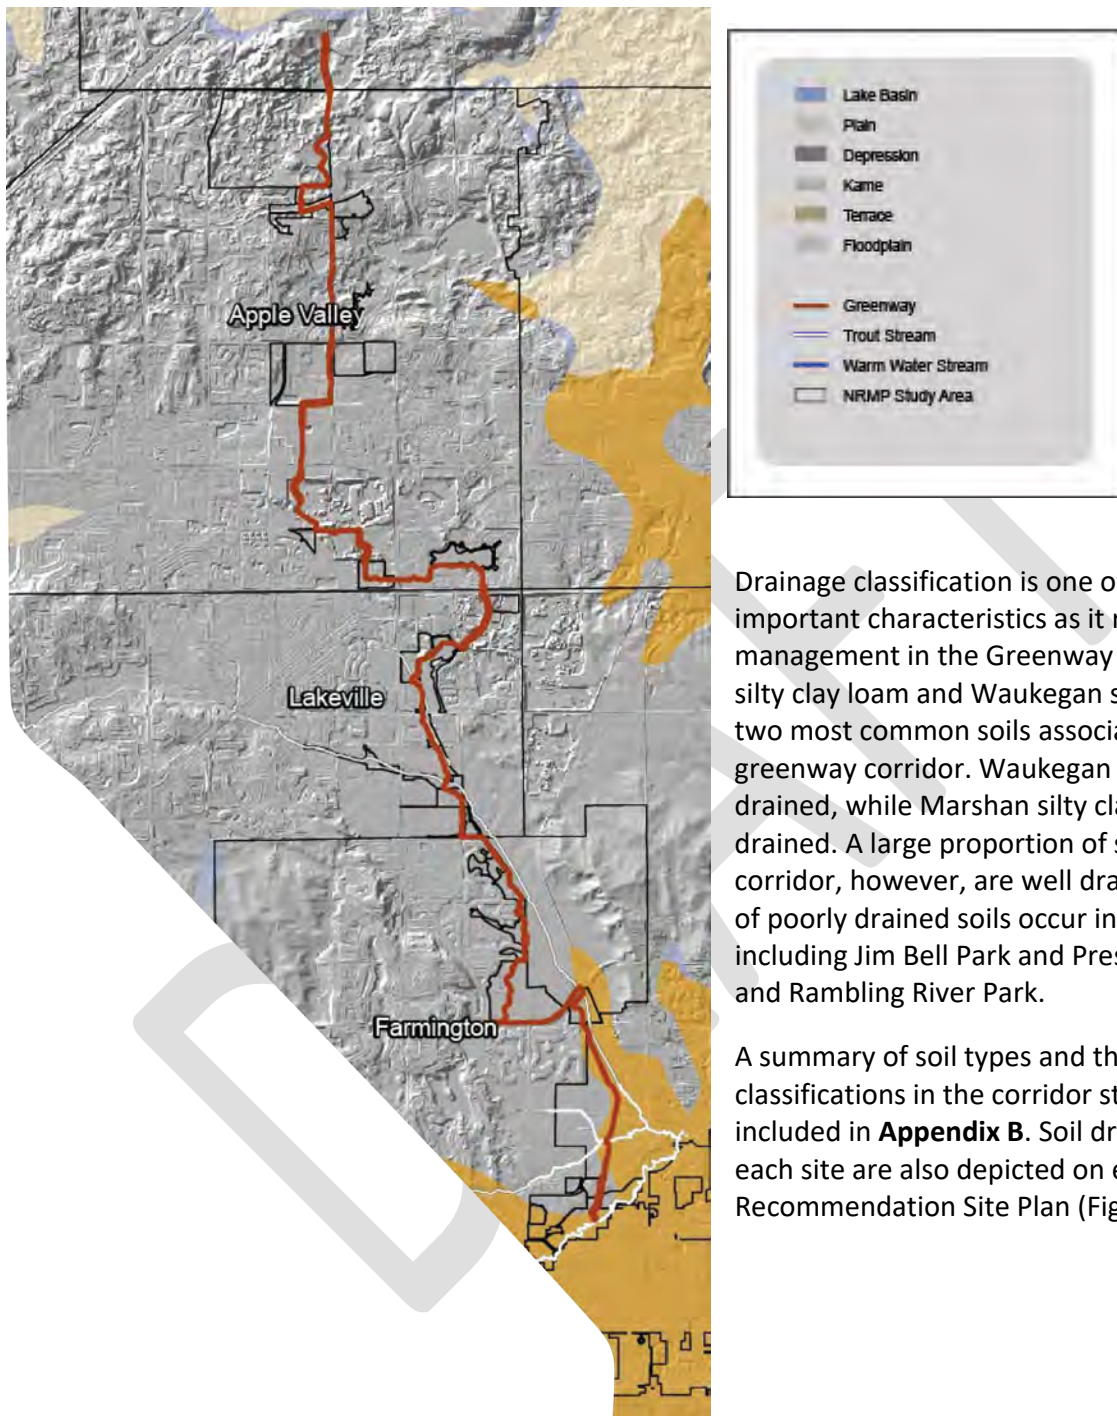 Apple Valley
Lakeville
Farmington
Lake Basin
Plain
Depression
Kame
Terrace
Floodplain
Greenway
Trout Stream
Warm Water Stream
NRMP Study Area
Drainage classification is one o
important characteristics as it
management in the Greenway
silty clay loam and Waukegan s
two most common soils associa
greenway corridor. Waukegan
drained, while Marshan silty cla
drained. A large proportion of s
corridor, however, are well dra
of poorly drained soils occur in
including Jim Bell Park and Pres
and Rambling River Park.
A summary of soil types and th
classifications in the corridor st
included in Appendix B. Soil dr
each site are also depicted on e
Recommendation Site Plan (Fig
DRAFT